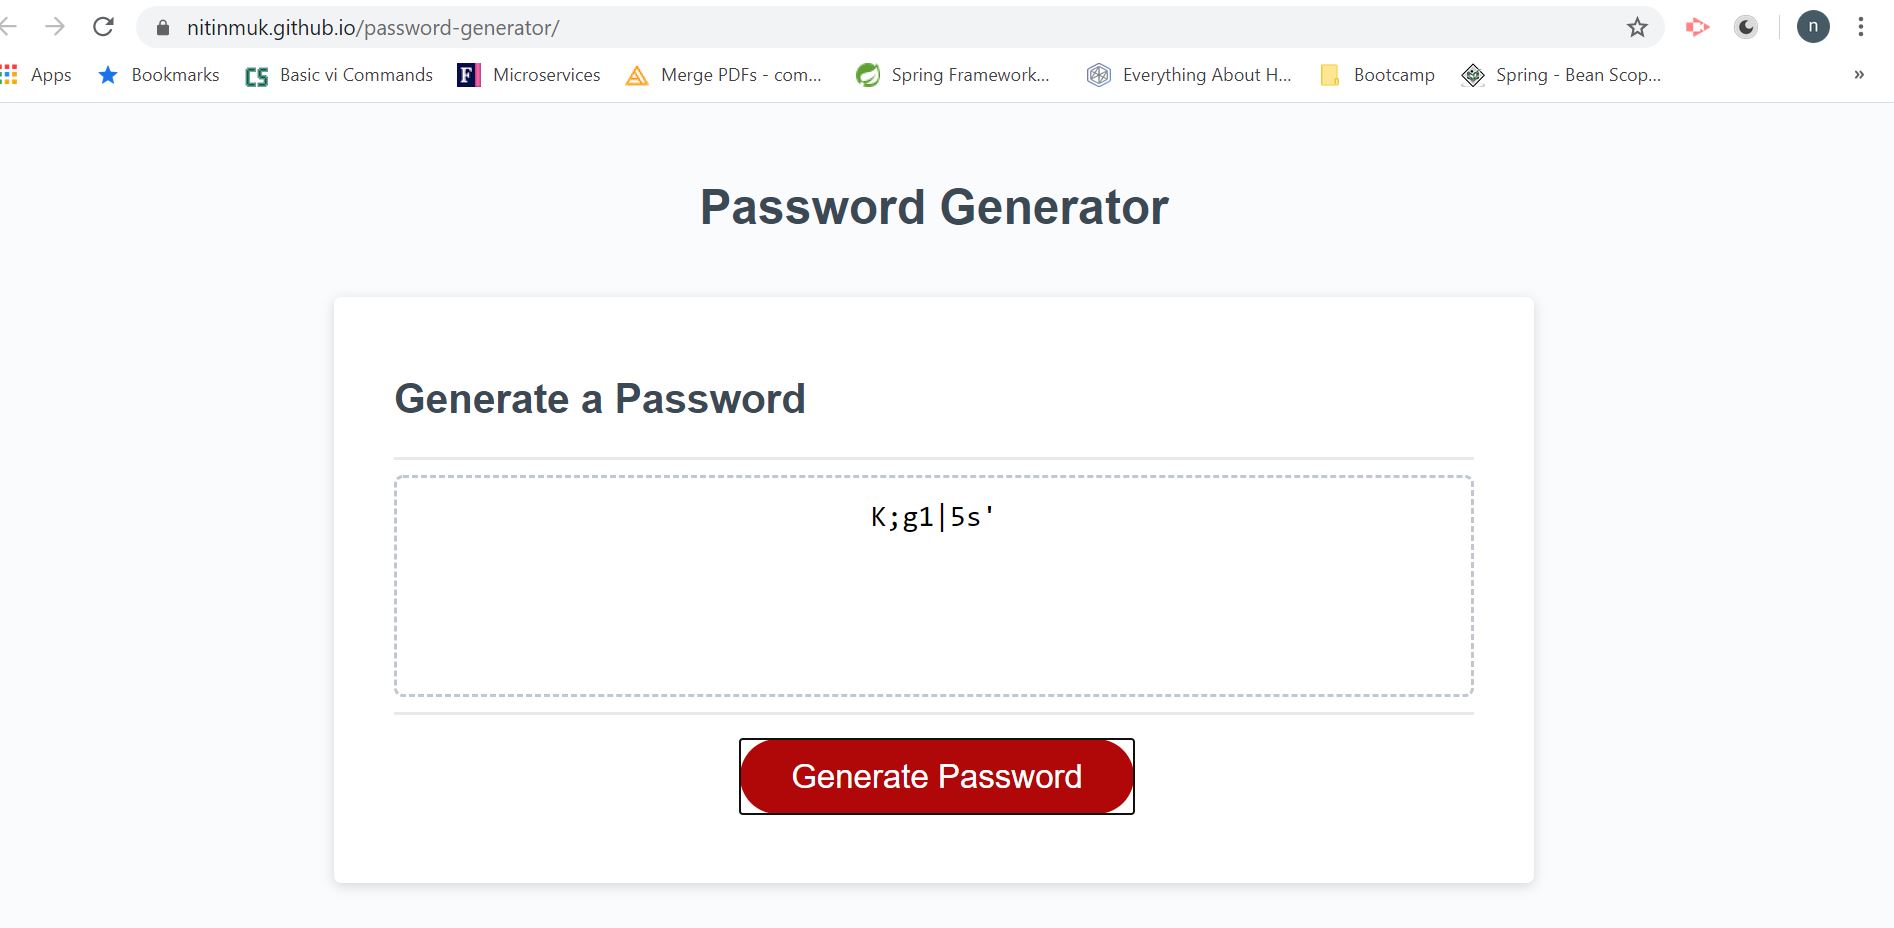 nitinmuk.github.io/password-generator/
n
Apps Bookmarks CS Basic vi Commands F Microservices Merge PDFs - com... Spring Framework... Everything About H... Bootcamp Spring - Bean Scop... »
Password Generator
Generate a Password
K;g1|5s'
Generate Password